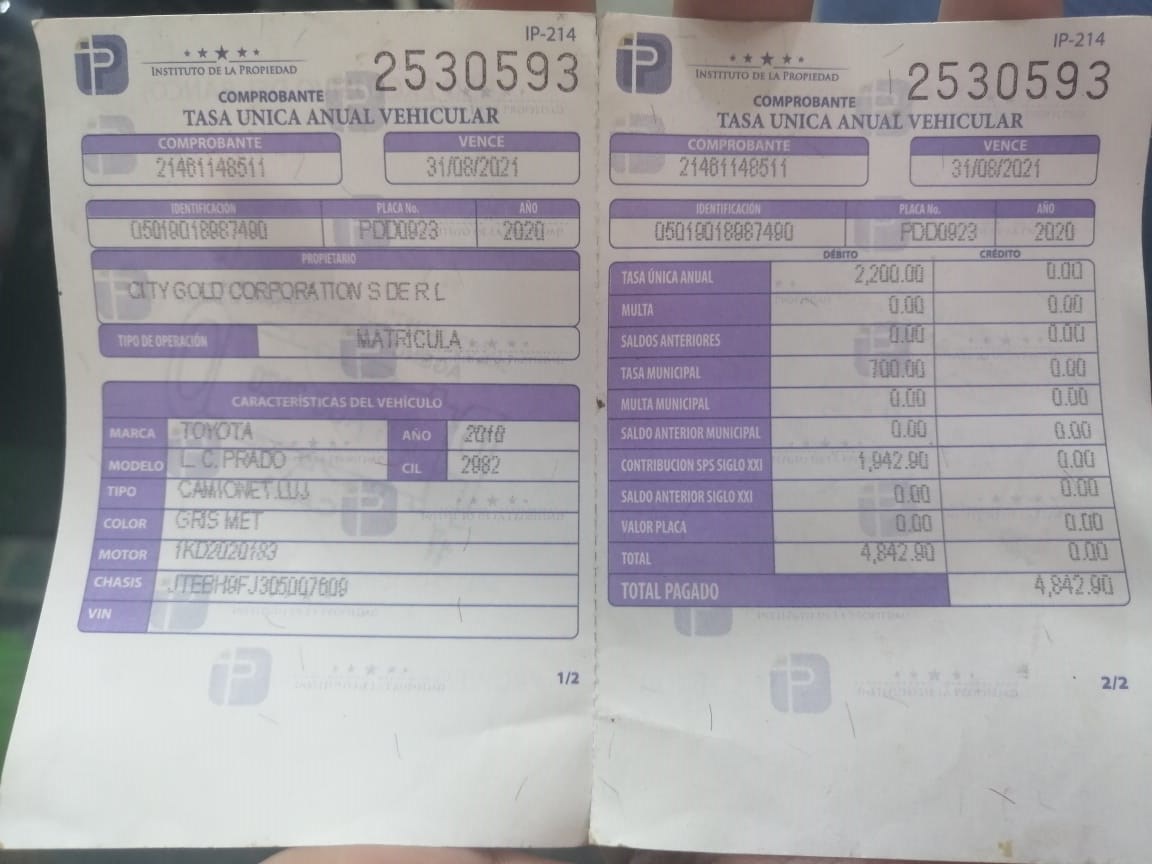 IP-214
iP
INSTITUTO DE LA PROPIEDAD
2530593
COMPROBANTE
TASA UNICA ANUAL VEHICULAR
COMPROBANTE VENCE
21461148511 31/08/2021
IDENTIFICACIÓN PLACA No. AÑO
05019018987490 PDD0923 2020
PROPIETARIO
CITY GOLD CORPORATION S DE R L
TIPO DE OPERACIÓN MATRICULA
CARACTERÍSTICAS DEL VEHÍCULO
MARCA TOYOTA AÑO 2010
MODELO L. C. PRADO CIL 2982
TIPO CAMIONET.LUJ
COLOR GRIS MET
MOTOR 1KD2020183
CHASIS JTEBH9FJ305007609
VIN
1/2
IP-214
iP
INSTITUTO DE LA PROPIEDAD
2530593
COMPROBANTE
TASA UNICA ANUAL VEHICULAR
COMPROBANTE VENCE
21461148511 31/08/2021
IDENTIFICACIÓN PLACA No. AÑO
05019018987490 PDD0923 2020
DÉBITO CRÉDITO
TASA ÚNICA ANUAL 2,200.00 0.00
MULTA 0.00 0.00
SALDOS ANTERIORES 0.00 0.00
TASA MUNICIPAL 700.00 0.00
MULTA MUNICIPAL 0.00 0.00
SALDO ANTERIOR MUNICIPAL 0.00 0.00
CONTRIBUCION SPS SIGLO XXI 1,942.90 0.00
SALDO ANTERIOR SIGLO XXI 0.00 0.00
VALOR PLACA 0.00 0.00
TOTAL 4,842.90 0.00
TOTAL PAGADO 4,842.90
2/2